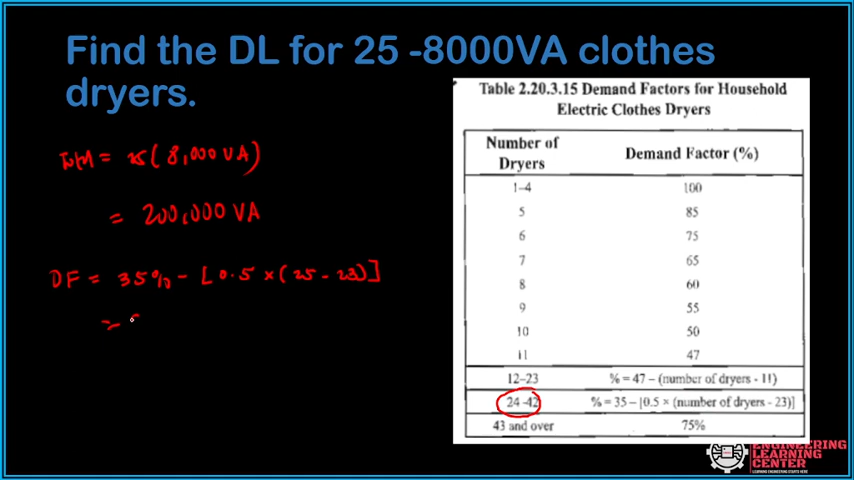 Find the DL for 25 -8000VA clothes
dryers.
Table 2.20.3.15 Demand Factors for Household
Electric Clothes Dryers
Number of Dryers Demand Factor (%)
1–4 100
5 85
6 75
7 65
8 60
9 55
10 50
11 47
12–23 % = 47 – (number of dryers - 11)
24-42 % = 35 – [0.5 × (number of dryers - 23)]
43 and over 75%
= 25( 8,000 VA)
= 200,000 VA
DF = 35% - [0.5 × (25 - 23)]
=
ENGINEERING
LEARNING
CENTER
LEARNING ENGINEERING STARTS HERE